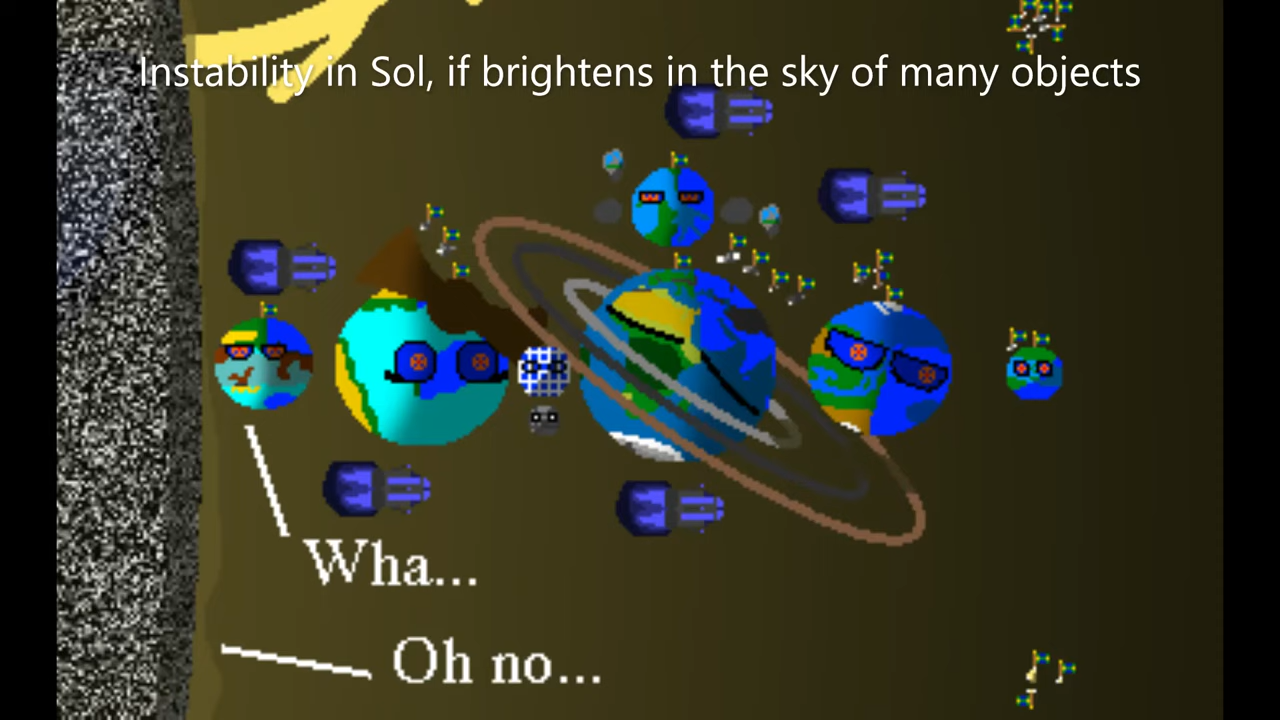 Instability in Sol, if brightens in the sky of many objects
Wha...
Oh no...